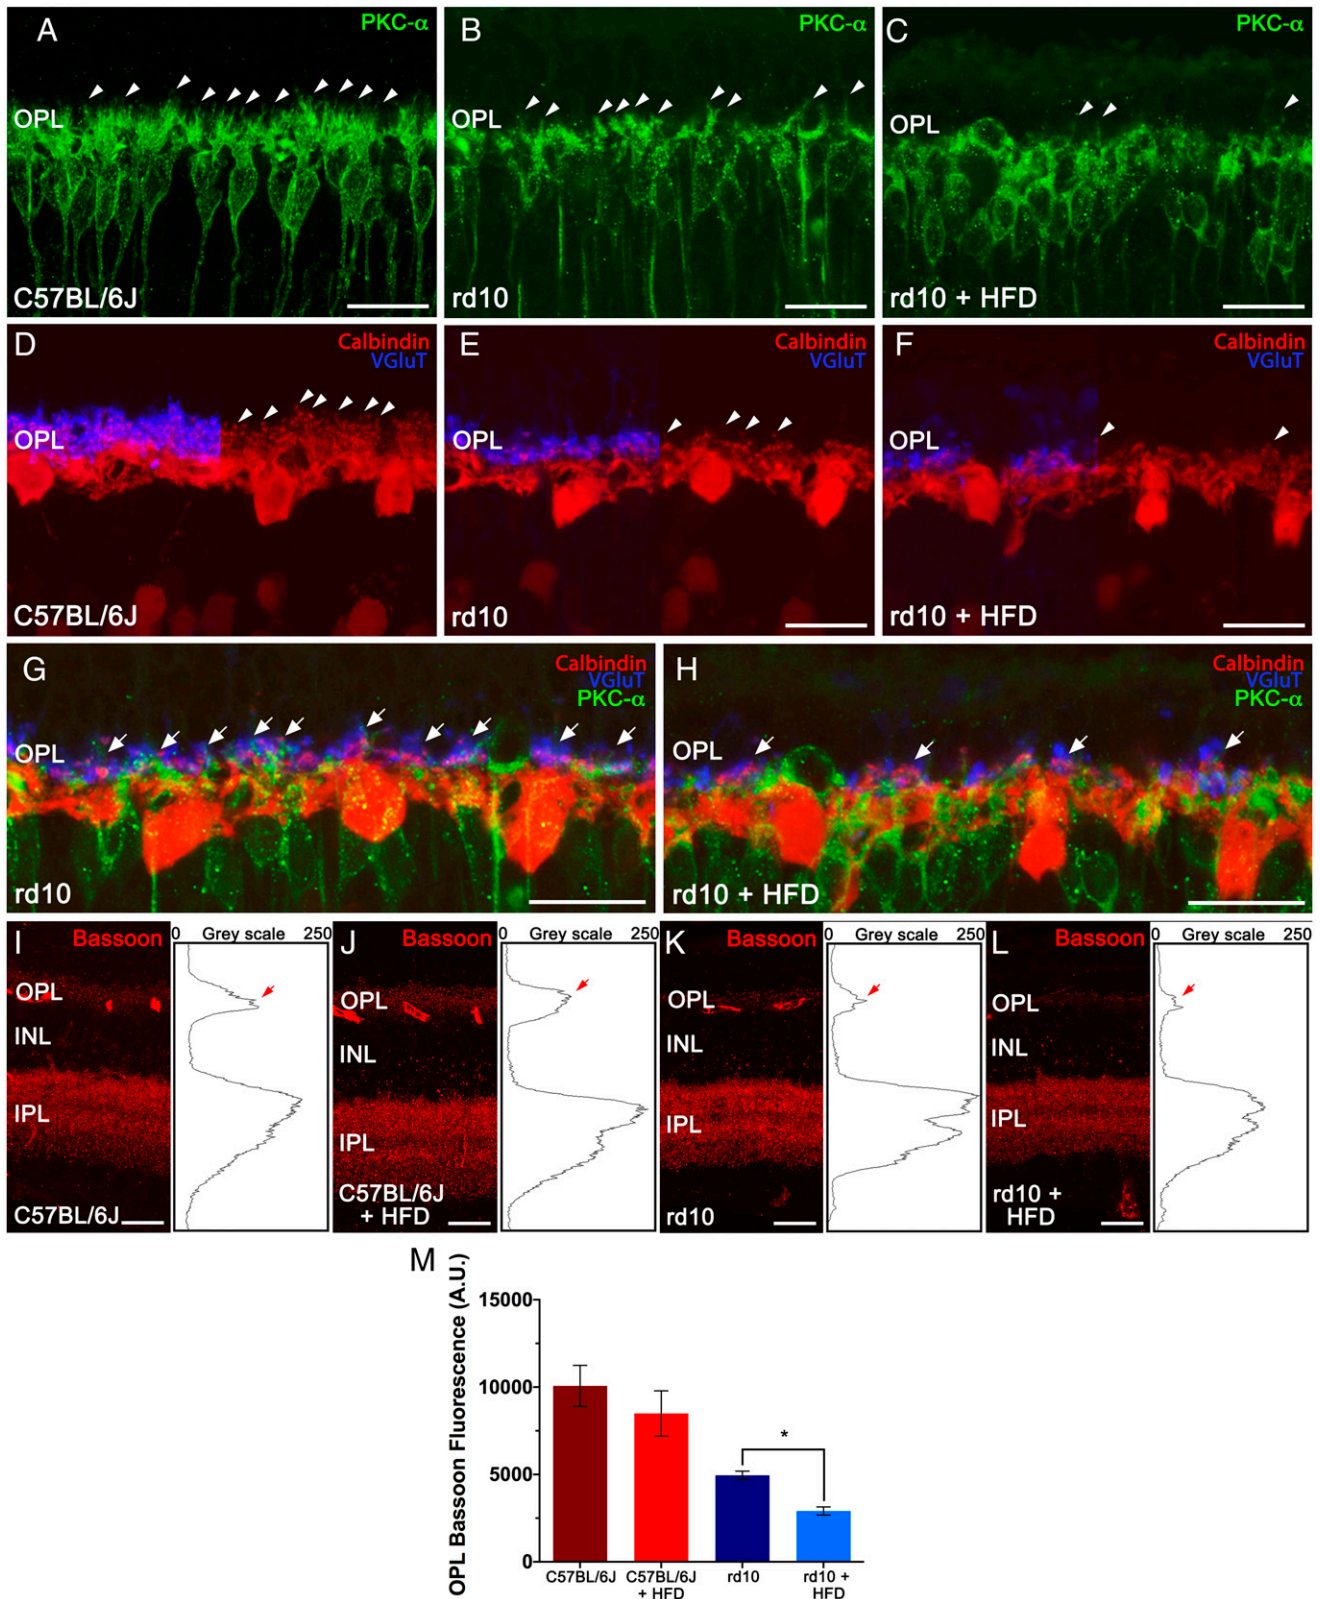 A
PKC-α
OPL
C57BL/6J
B
PKC-α
OPL
rd10
C
PKC-α
OPL
rd10 + HFD
D
Calbindin
VGluT
OPL
C57BL/6J
E
Calbindin
VGluT
OPL
rd10
F
Calbindin
VGluT
OPL
rd10 + HFD
G
Calbindin
VGluT
PKC-α
OPL
rd10
H
Calbindin
VGluT
PKC-α
OPL
rd10 + HFD
I
Bassoon
OPL
INL
IPL
C57BL/6J
0 Grey scale 250
J
Bassoon
OPL
INL
IPL
C57BL/6J
+ HFD
0 Grey scale 250
K
Bassoon
OPL
INL
IPL
rd10
0 Grey scale 250
L
Bassoon
OPL
INL
IPL
rd10 +
HFD
0 Grey scale 250
M
OPL Bassoon Fluorescence (A.U.)
15000
10000
5000
0
*
C57BL/6J
C57BL/6J
+ HFD
rd10
rd10 +
HFD